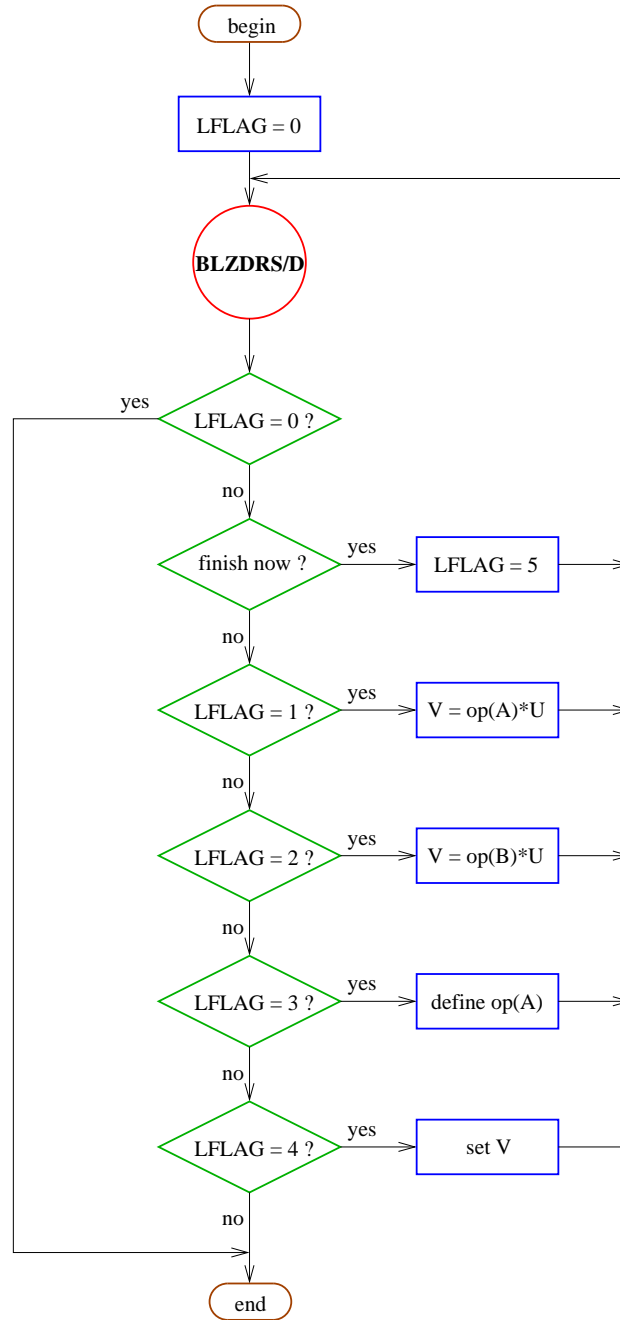 begin
LFLAG = 0
BLZDRS/D
yes
LFLAG = 0 ?
no
finish now ?
yes
LFLAG = 5
no
LFLAG = 1 ?
yes
V = op(A)*U
no
LFLAG = 2 ?
yes
V = op(B)*U
no
LFLAG = 3 ?
yes
define op(A)
no
LFLAG = 4 ?
yes
set V
no
end